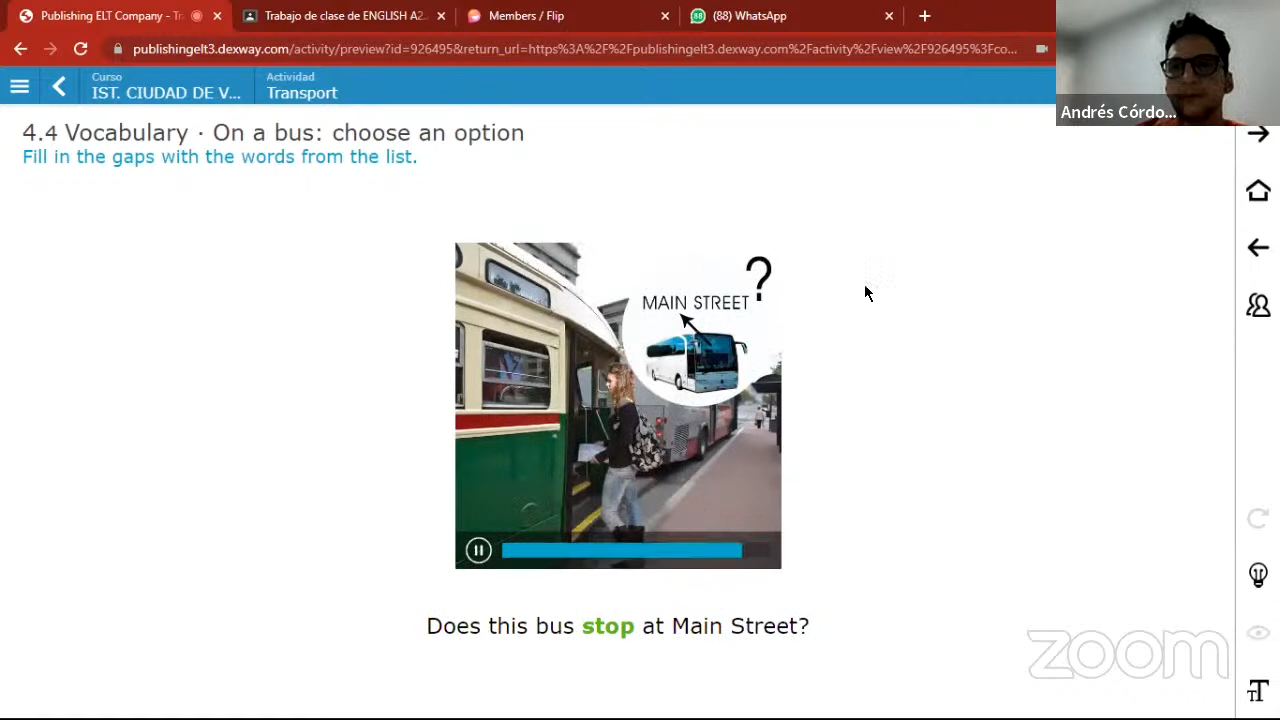 Publishing ELT Company - Tr
Trabajo de clase de ENGLISH A2.
Members / Flip
88
(88) WhatsApp
publishingelt3.dexway.com/activity/preview?id=926495&return_url=https%3A%2F%2Fpublishingelt3.dexway.com%2Factivity%2Fview%2F926495%3Fco...
Curso
IST. CIUDAD DE V...
Actividad
Transport
Andrés Córdo...
4.4 Vocabulary · On a bus: choose an option
Fill in the gaps with the words from the list.
?
MAIN STREET
Does this bus stop at Main Street?
zoom
TT